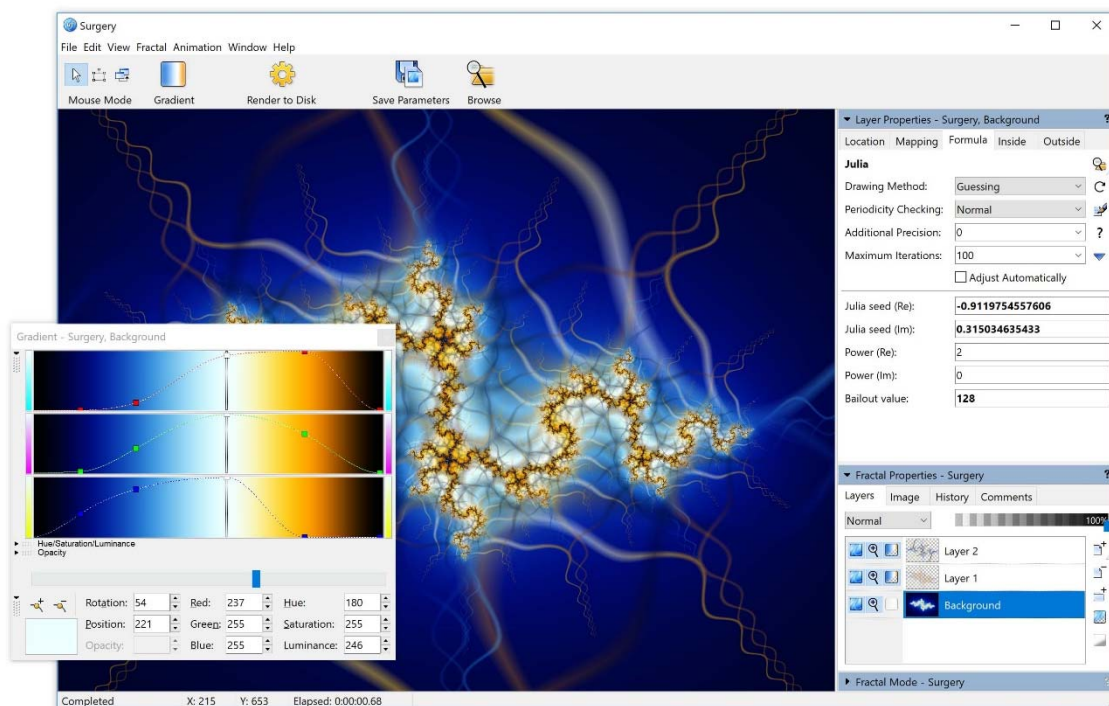 Surgery
File Edit View Fractal Animation Window Help
Mouse Mode Gradient Render to Disk Save Parameters Browse
Layer Properties - Surgery, Background ?
Location Mapping Formula Inside Outside
Julia
Drawing Method: Guessing
Periodicity Checking: Normal
Additional Precision: 0 ?
Maximum Iterations: 100
Adjust Automatically
Julia seed (Re): -0.9119754557606
Julia seed (Im): 0.315034635433
Power (Re): 2
Power (Im): 0
Bailout value: 128
Fractal Properties - Surgery ?
Layers Image History Comments
Normal 100%
Layer 2
Layer 1
Background
Fractal Mode - Surgery ?
Gradient - Surgery, Background
Hue/Saturation/Luminance
Opacity
Rotation: 54 Red: 237 Hue: 180
Position: 221 Green: 255 Saturation: 255
Opacity: Blue: 255 Luminance: 246
Completed X: 215 Y: 653 Elapsed: 0:00:00.68